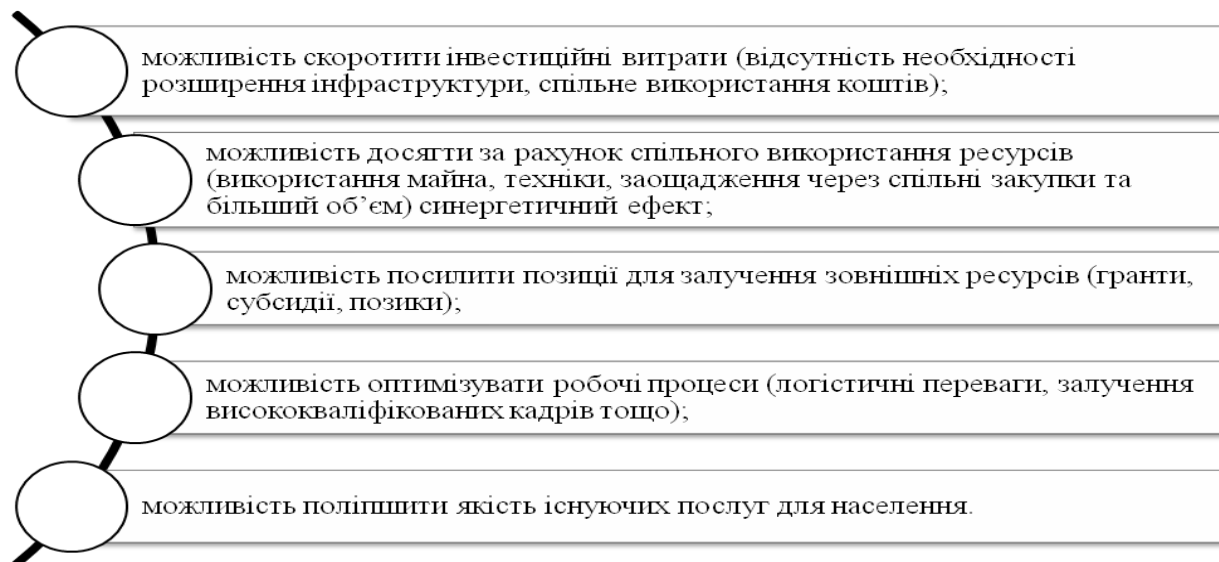 можливість скоротити інвестиційні витрати (відсутність необхідності
розширення інфраструктури, спільне використання коштів);
можливість досягти за рахунок спільного використання ресурсів
(використання майна, техніки, заощадження через спільні закупки та
більший об’єм) синергетичний ефект;
можливість посилити позиції для залучення зовнішніх ресурсів (гранти,
субсидії, позики);
можливість оптимізувати робочі процеси (логістичні переваги, залучення
висококваліфікованих кадрів тощо);
можливість поліпшити якість існуючих послуг для населення.